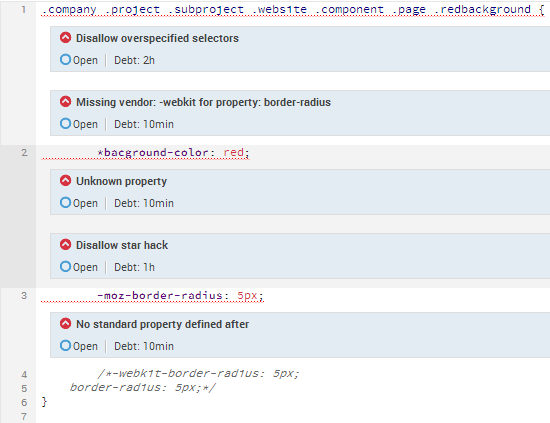 1 .company .project .subproject .website .component .page .redbackground {
Disallow overspecified selectors
Open Debt: 2h
Missing vendor: -webkit for property: border-radius
Open Debt: 10min
2 *bacground-color: red;
Unknown property
Open Debt: 10min
Disallow star hack
Open Debt: 1h
3 -moz-border-radius: 5px;
No standard property defined after
Open Debt: 10min
4 /*-webkit-border-radius: 5px;
5 border-radius: 5px;*/
6 }
7